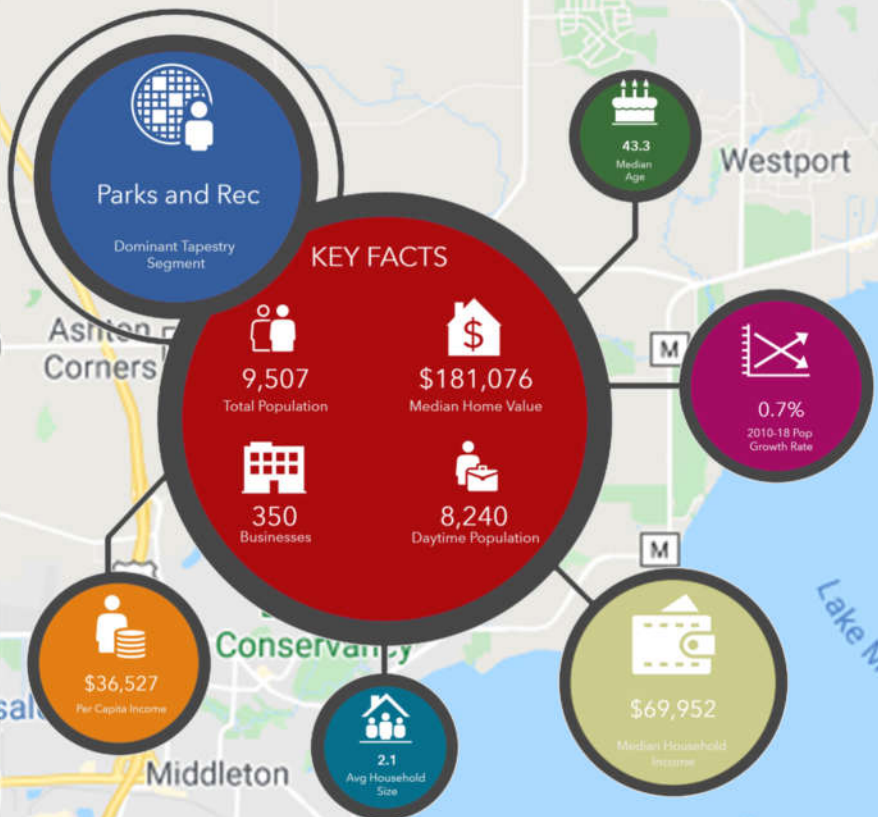 Parks and Rec
Dominant Tapestry
Segment
43.3
Median
Age
Westport
KEY FACTS
9,507
Total Population
$181,076
Median Home Value
350
Businesses
8,240
Daytime Population
Ashton
Corners
M
0.7%
2010-18 Pop
Growth Rate
M
Lake M
$36,527
Per Capita Income
Conservancy
2.1
Avg Household
Size
$69,952
Median Household
Income
Middleton